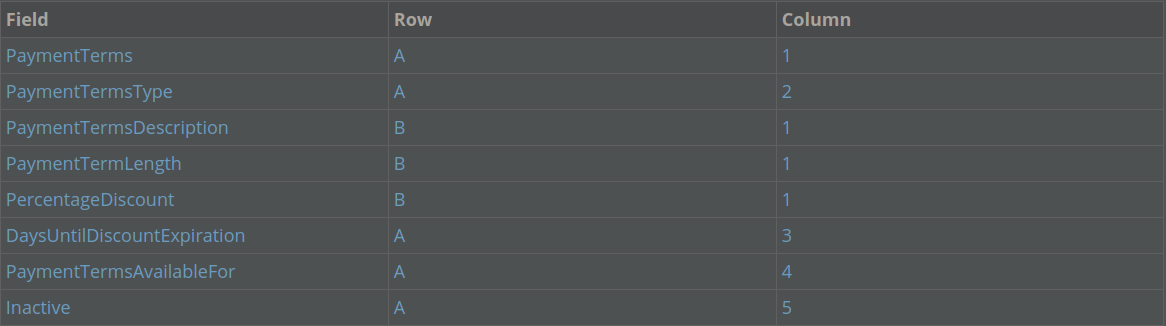 Field Row Column
PaymentTerms A 1
PaymentTermsType A 2
PaymentTermsDescription B 1
PaymentTermLength B 1
PercentageDiscount B 1
DaysUntilDiscountExpiration A 3
PaymentTermsAvailableFor A 4
Inactive A 5